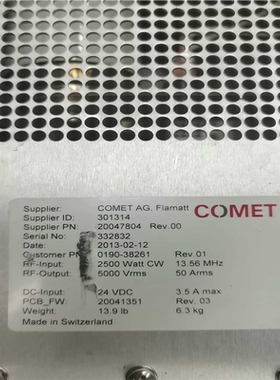 Supplier: COMET AG, Flamatt
COMET
Supplier ID: 301314
Supplier PN: 20047804 Rev.00
Serial No: 332832
Date: 2013-02-12
Customer PN: 0190-38261 Rev.01
RF-Input: 2500 Watt CW 13.56 MHz
RF-Output: 5000 Vrms 50 Arms
DC-Input: 24 VDC 3.5 A max
PCB_FW: 20041351 Rev. 03
Weight: 13.9 lb 6.3 kg
Made in Switzerland